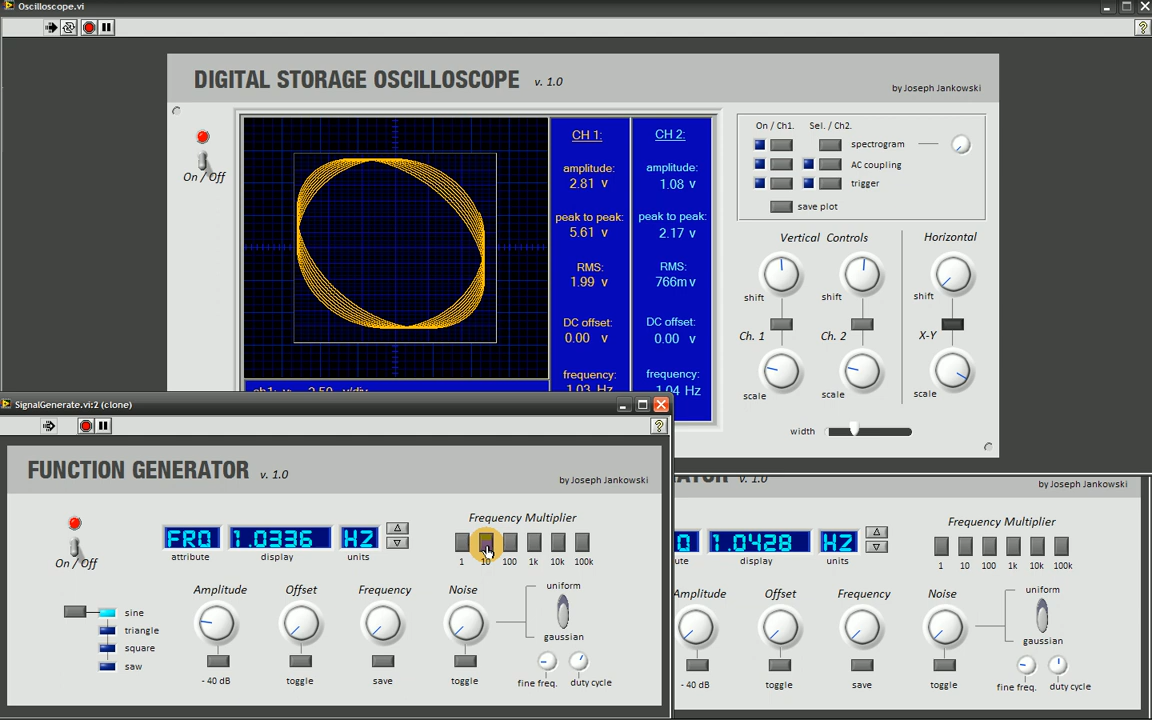 Oscilloscope.vi
DIGITAL STORAGE OSCILLOSCOPE v. 1.0
by Joseph Jankowski
On / Off
CH 1:
amplitude:
2.81 v
peak to peak:
5.61 v
RMS:
1.99 v
DC offset:
0.00 v
frequency:
1.03 Hz
CH 2:
amplitude:
1.08 v
peak to peak:
2.17 v
RMS:
766m v
DC offset:
0.00 v
frequency:
1.04 Hz
On / Ch1. Sel. / Ch2.
spectrogram
AC coupling
trigger
save plot
Vertical Controls Horizontal
shift shift shift
Ch. 1 Ch. 2 X-Y
scale scale scale
width
SignalGenerate.vi:2 (clone)
FUNCTION GENERATOR v. 1.0
by Joseph Jankowski
On / Off
FRQ 1.0336 HZ
attribute display units
Frequency Multiplier
1 10 100 1k 10k 100k
sine
triangle
square
saw
Amplitude Offset Frequency Noise
- 40 dB toggle save toggle
uniform
gaussian
fine freq. duty cycle
v. 1.0
by Joseph Jankowski
1.0428 HZ
display units
Frequency Multiplier
1 10 100 1k 10k 100k
Amplitude Offset Frequency Noise
- 40 dB toggle save toggle
uniform
gaussian
fine freq. duty cycle